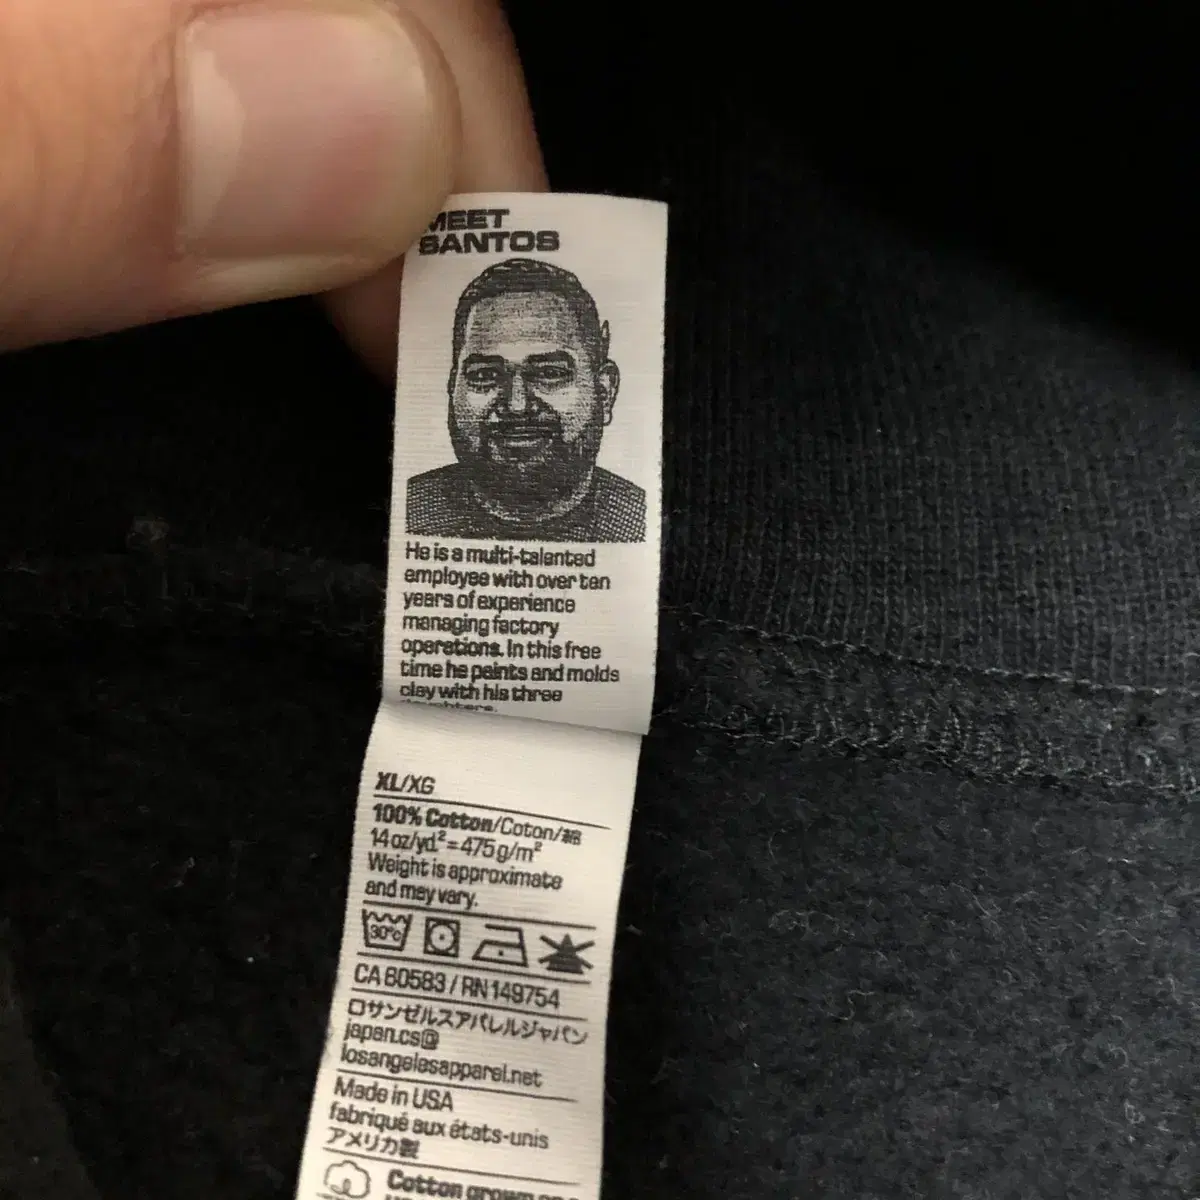 MEET
SANTOS
He is a multi-talented
employee with over ten
years of experience
managing factory
operations. In this free
time he paints and molds
clay with his three
daughters.
XL/XG
100% Cotton/Coton/綿
14 oz/yd.² = 475 g/m²
Weight is approximate
and may vary.
30°c
CA 60583 / RN 149754
ロサンゼルスアパレルジャパン
japan.cs@
losangelesapparel.net
Made in USA
fabriqué aux états-unis
アメリカ製
Cotton grown